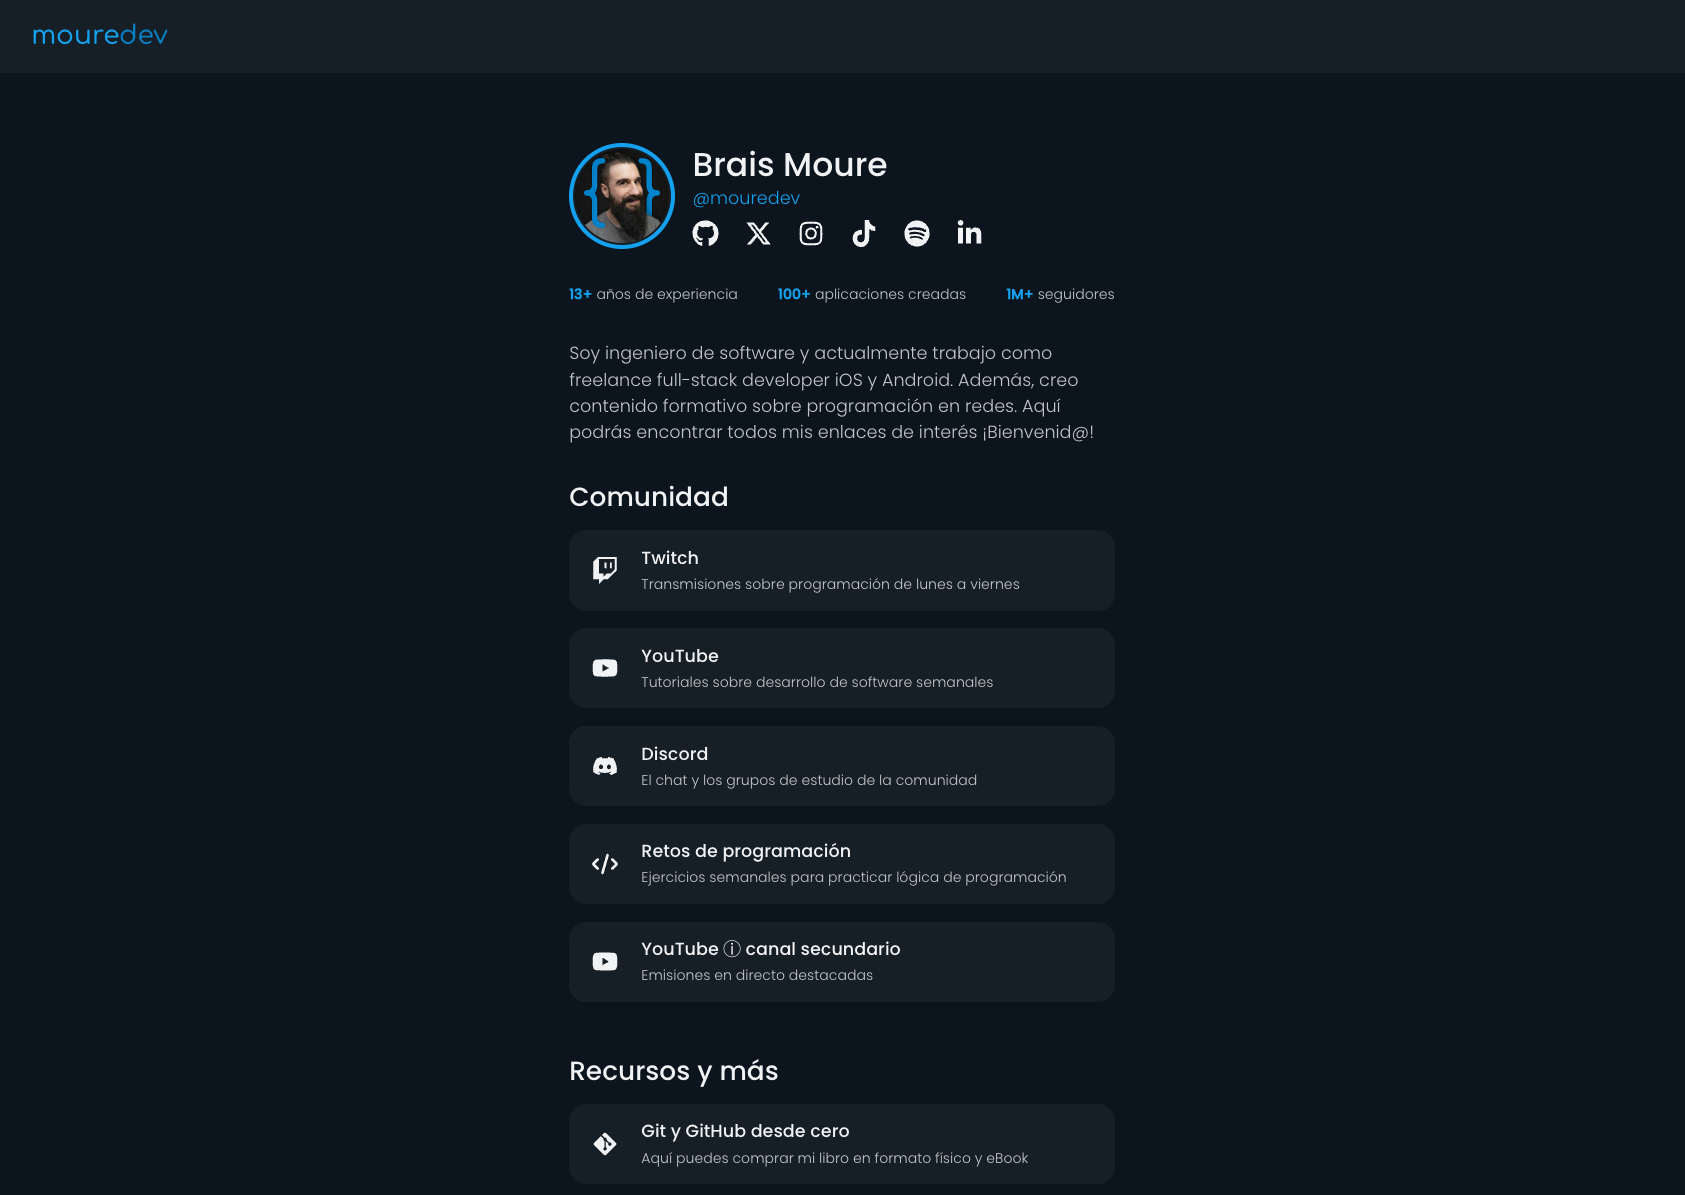 mouredev
Brais Moure
@mouredev
13+ años de experiencia 100+ aplicaciones creadas 1M+ seguidores
Soy ingeniero de software y actualmente trabajo como
freelance full-stack developer iOS y Android. Además, creo
contenido formativo sobre programación en redes. Aquí
podrás encontrar todos mis enlaces de interés ¡Bienvenid@!
Comunidad
Twitch
Transmisiones sobre programación de lunes a viernes
YouTube
Tutoriales sobre desarrollo de software semanales
Discord
El chat y los grupos de estudio de la comunidad
Retos de programación
Ejercicios semanales para practicar lógica de programación
YouTube ⓘ canal secundario
Emisiones en directo destacadas
Recursos y más
Git y GitHub desde cero
Aquí puedes comprar mi libro en formato físico y eBook